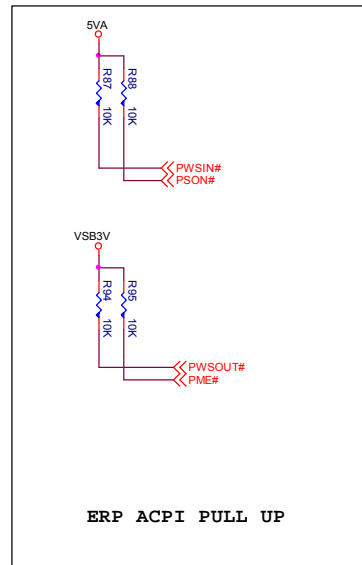 5VA
R87
10K
R88
10K
PWSIN#
PSON#
VSB3V
R94
10K
R95
10K
PWSOUT#
PME#
ERP ACPI PULL UP